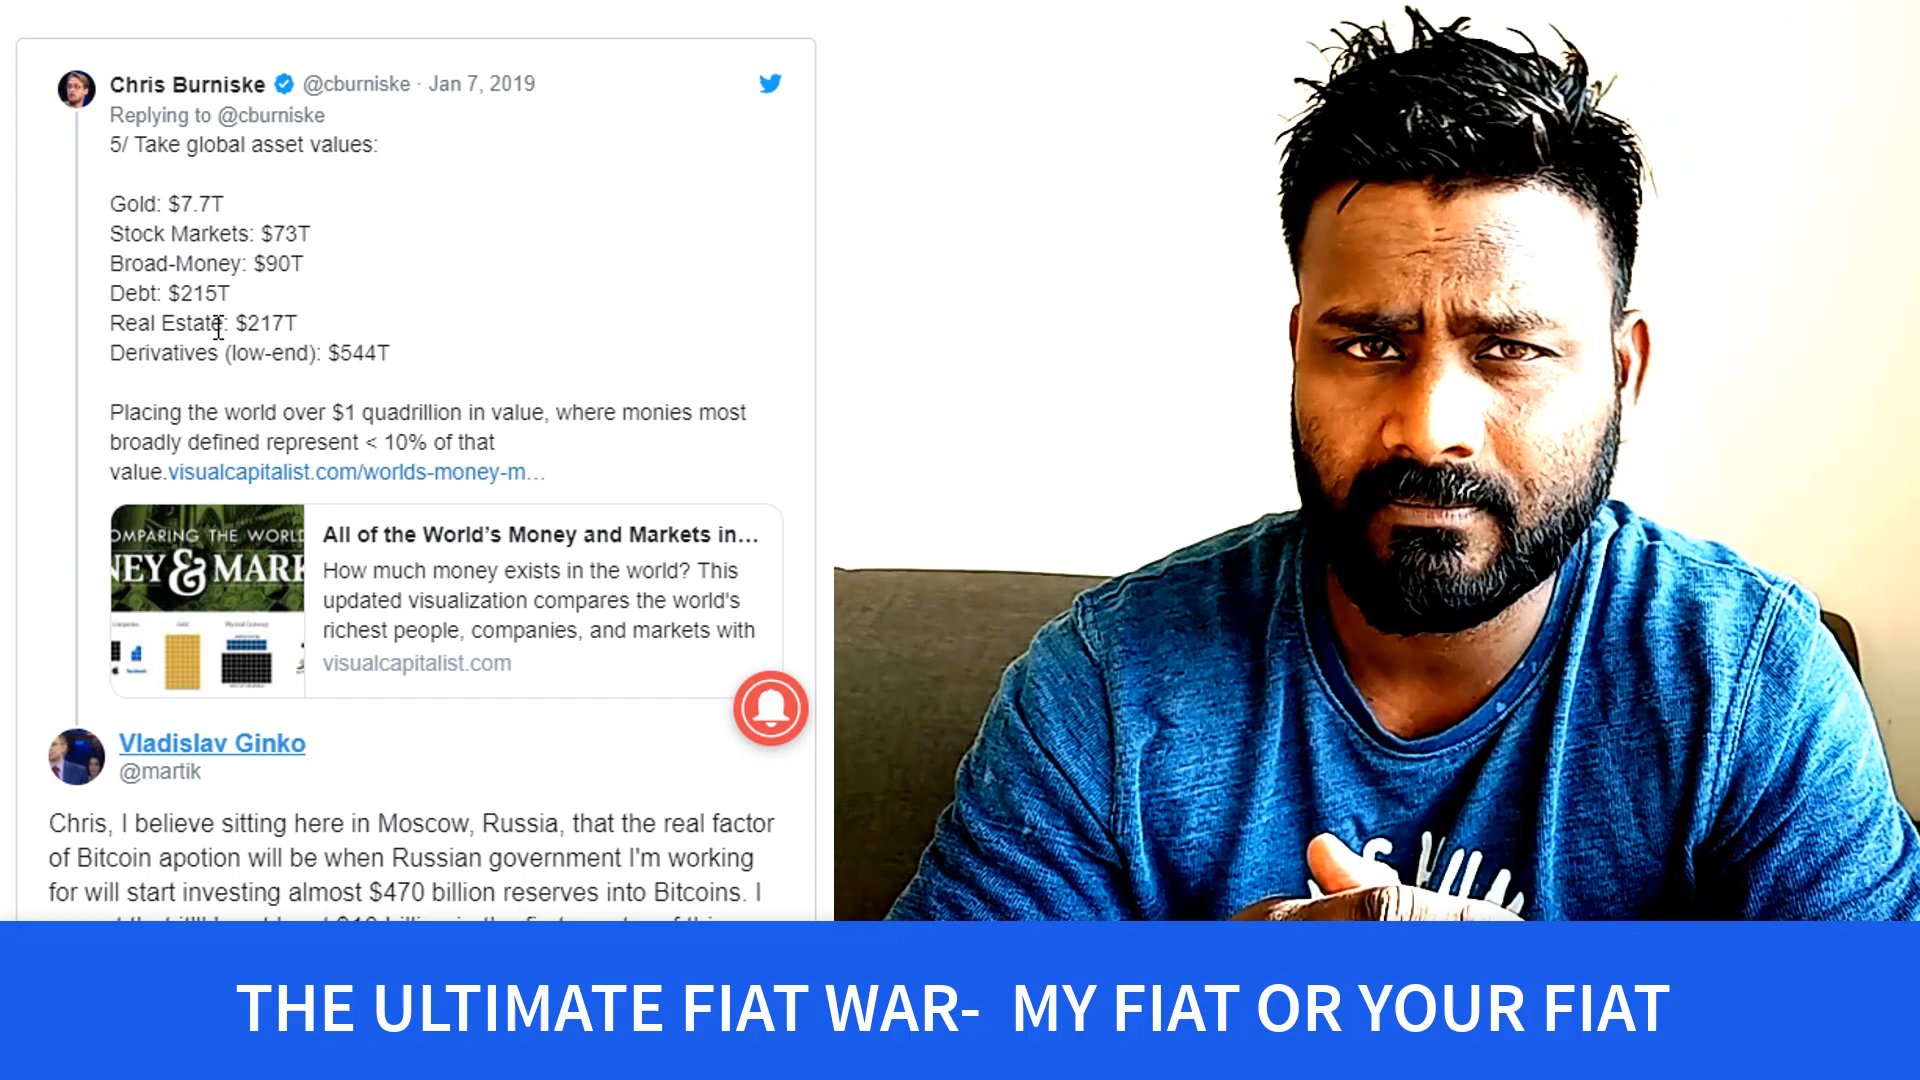 Chris Burniske @cburniske · Jan 7, 2019
Replying to @cburniske
5/ Take global asset values:
Gold: $7.7T
Stock Markets: $73T
Broad-Money: $90T
Debt: $215T
Real Estate: $217T
Derivatives (low-end): $544T
Placing the world over $1 quadrillion in value, where monies most
broadly defined represent < 10% of that
value.visualcapitalist.com/worlds-money-m…
OMPARING THE WORL
NEY & MARK
All of the World's Money and Markets in…
How much money exists in the world? This
updated visualization compares the world's
richest people, companies, and markets with
visualcapitalist.com
Vladislav Ginko
@martik
Chris, I believe sitting here in Moscow, Russia, that the real factor
of Bitcoin apotion will be when Russian government I'm working
for will start investing almost $470 billion reserves into Bitcoins. I
THE ULTIMATE FIAT WAR- MY FIAT OR YOUR FIAT